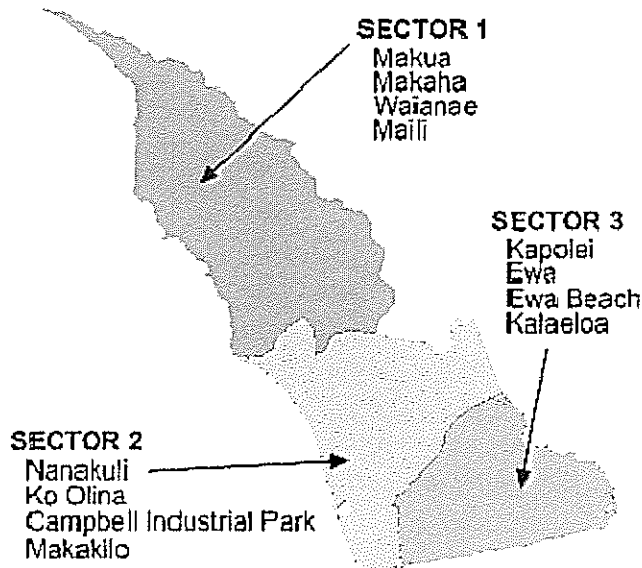 SECTOR 1
Makua
Makaha
Waianae
Maili
SECTOR 3
Kapolei
Ewa
Ewa Beach
Kalaeloa
SECTOR 2
Nanakuli
Ko Olina
Campbell Industrial Park
Makakilo